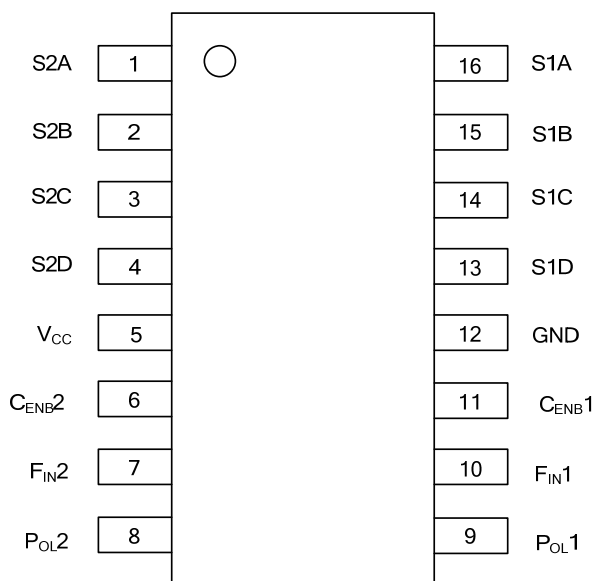 S2A 1 16 S1A
S2B 2 15 S1B
S2C 3 14 S1C
S2D 4 13 S1D
VCC 5 12 GND
CENB2 6 11 CENB1
FIN2 7 10 FIN1
POL2 8 9 POL1